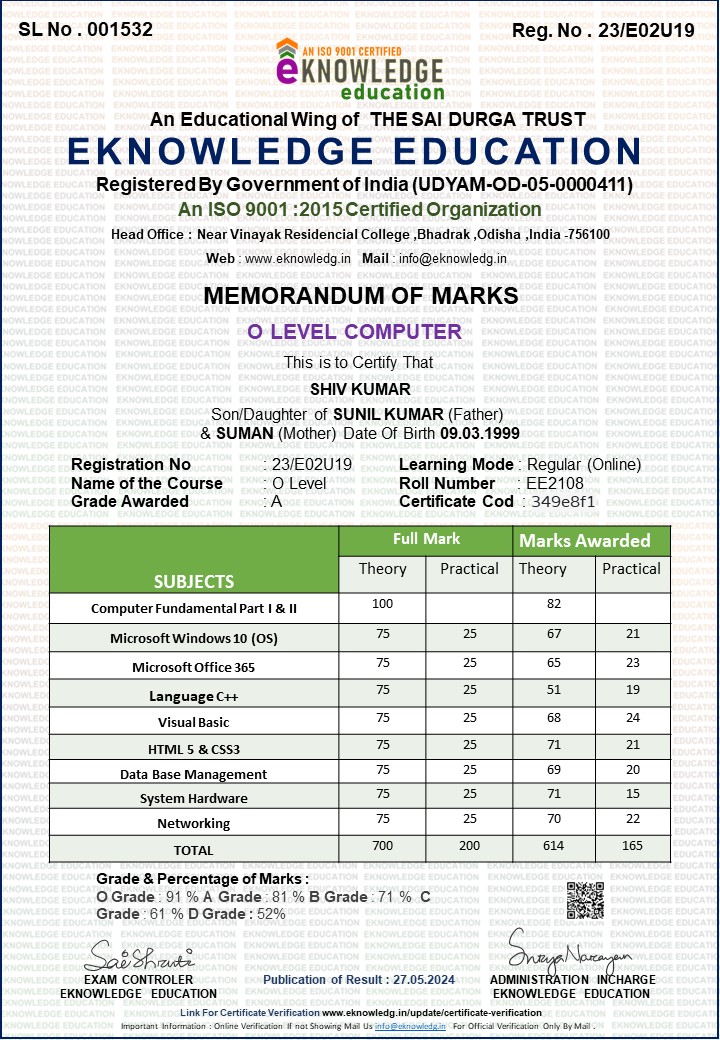 SL No . 001532
Reg. No . 23/E02U19
AN ISO 9001 CERTIFIED
eKNOWLEDGE
education
An Educational Wing of THE SAI DURGA TRUST
EKNOWLEDGE EDUCATION
Registered By Government of India (UDYAM-OD-05-0000411)
An ISO 9001 :2015 Certified Organization
Head Office : Near Vinayak Residencial College ,Bhadrak ,Odisha ,India -756100
Web : www.eknowledg.in Mail : info@eknowledg.in
MEMORANDUM OF MARKS
O LEVEL COMPUTER
This is to Certify That
SHIV KUMAR
Son/Daughter of SUNIL KUMAR (Father)
& SUMAN (Mother) Date Of Birth 09.03.1999
Registration No : 23/E02U19 Learning Mode : Regular (Online)
Name of the Course : O Level Roll Number : EE2108
Grade Awarded : A Certificate Cod : 349e8f1
SUBJECTS Full Mark Marks Awarded
Theory Practical Theory Practical
Computer Fundamental Part I & II 100 82
Microsoft Windows 10 (OS) 75 25 67 21
Microsoft Office 365 75 25 65 23
Language C++ 75 25 51 19
Visual Basic 75 25 68 24
HTML 5 & CSS3 75 25 71 21
Data Base Management 75 25 69 20
System Hardware 75 25 71 15
Networking 75 25 70 22
TOTAL 700 200 614 165
Grade & Percentage of Marks :
O Grade : 91 % A Grade : 81 % B Grade : 71 % C
Grade : 61 % D Grade : 52%
Sai Shruti
Surya Narayan
EXAM CONTROLER
EKNOWLEDGE EDUCATION
Publication of Result : 27.05.2024
ADMINISTRATION INCHARGE
EKNOWLEDGE EDUCATION
Link For Certificate Verification www.eknowledg.in/update/certificate-verification
Important Information : Online Verification If not Showing Mail Us info@eknowledg.in For Official Verification Only By Mail .